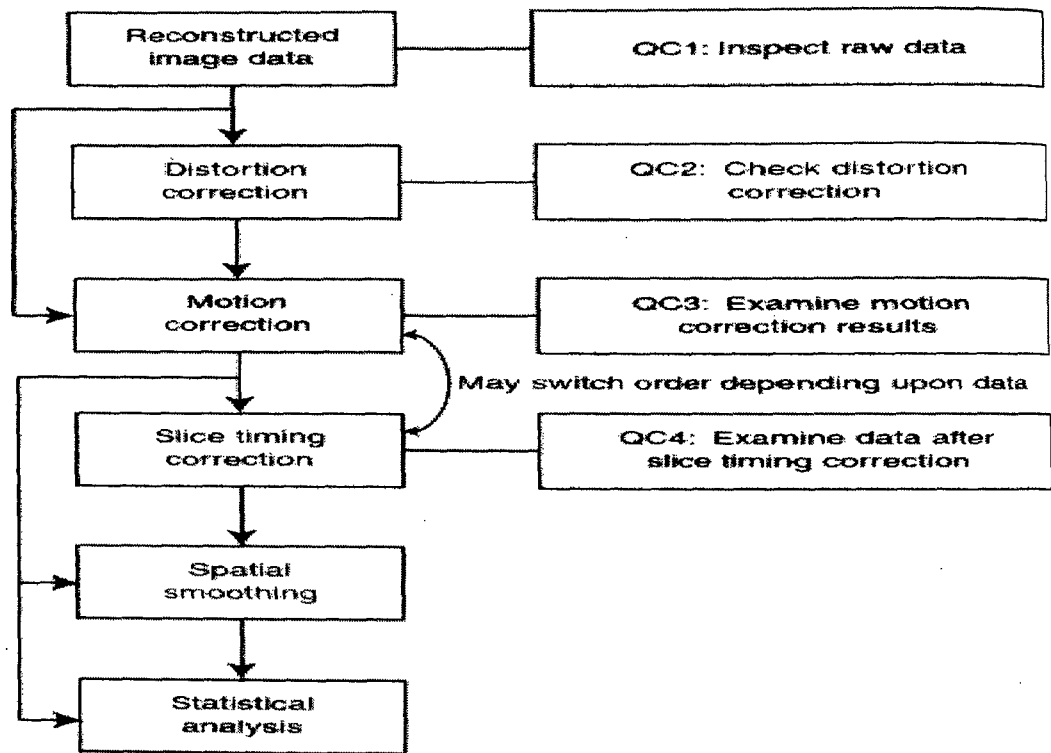 Reconstructed
image data
QC1: Inspect raw data
Distortion
correction
QC2: Check distortion
correction
Motion
correction
QC3: Examine motion
correction results
May switch order depending upon data
Slice timing
correction
QC4: Examine data after
slice timing correction
Spatial
smoothing
Statistical
analysis